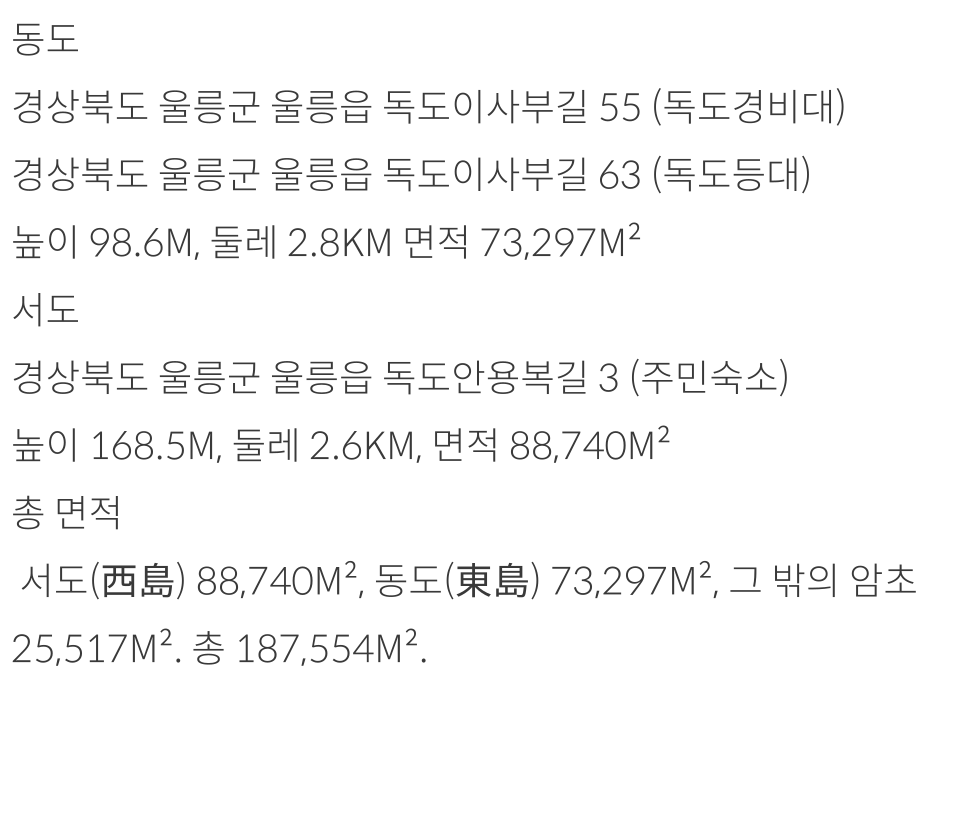 동도
경상북도 울릉군 울릉읍 독도이사부길 55 (독도경비대)
경상북도 울릉군 울릉읍 독도이사부길 63 (독도등대)
높이 98.6M, 둘레 2.8KM 면적 73,297M²
서도
경상북도 울릉군 울릉읍 독도안용복길 3 (주민숙소)
높이 168.5M, 둘레 2.6KM, 면적 88,740M²
총 면적
서도(西島) 88,740M², 동도(東島) 73,297M², 그 밖의 암초
25,517M². 총 187,554M².